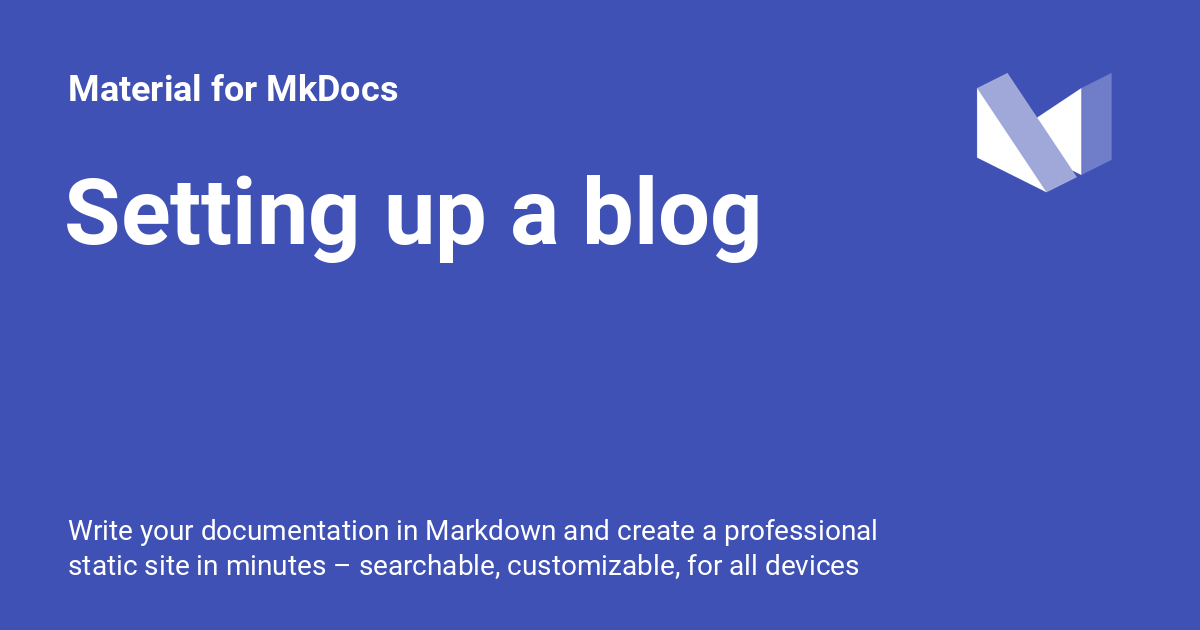 Material for MkDocs
Setting up a blog
Write your documentation in Markdown and create a professional
static site in minutes – searchable, customizable, for all devices